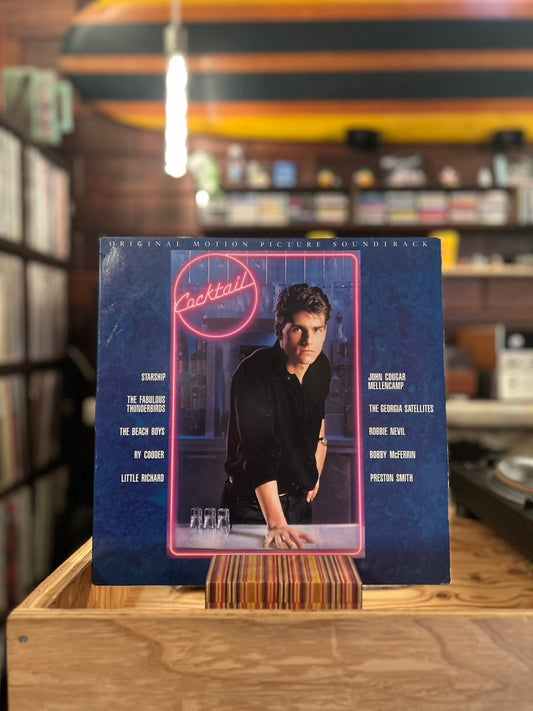 ORIGINAL MOTION PICTURE SOUNDTRACK
Cocktail
STARSHIP
THE FABULOUS
THUNDERBIRDS
THE BEACH BOYS
RY COODER
LITTLE RICHARD
JOHN COUGAR
MELLENCAMP
THE GEORGIA SATELLITES
ROBBIE NEVIL
BOBBY McFERRIN
PRESTON SMITH